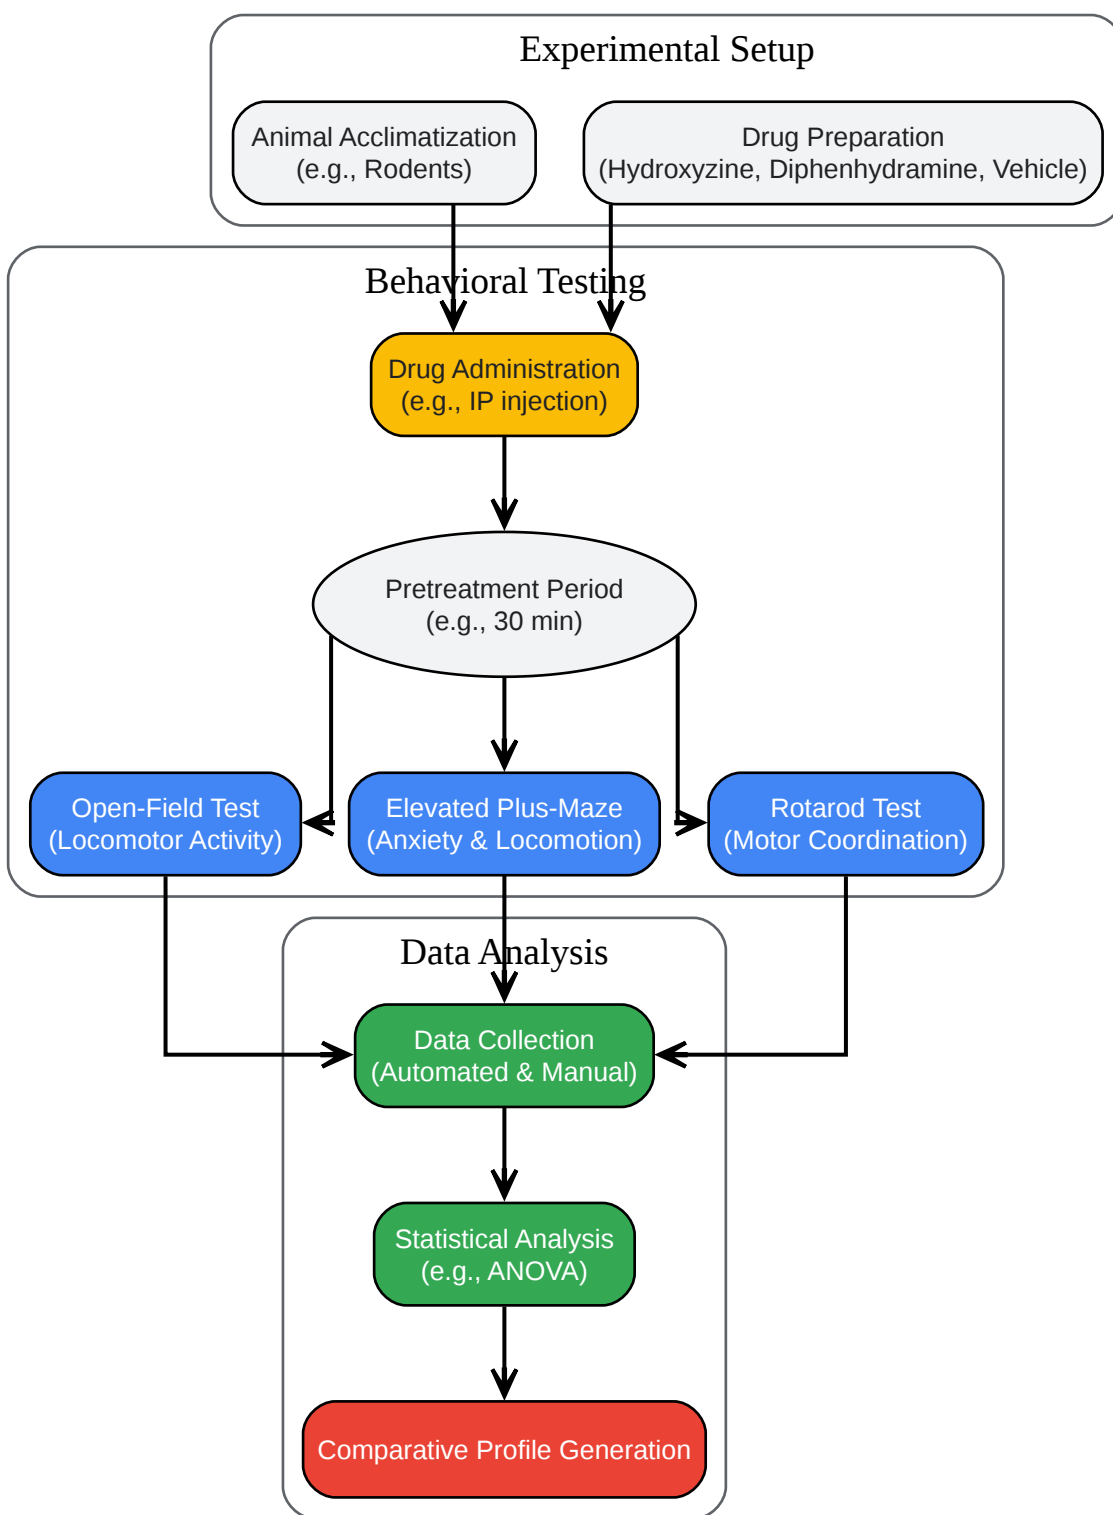 Experimental Setup
Animal Acclimatization
(e.g., Rodents)
Drug Preparation
(Hydroxyzine, Diphenhydramine, Vehicle)
Behavioral Testing
Drug Administration
(e.g., IP injection)
Pretreatment Period
(e.g., 30 min)
Open-Field Test
(Locomotor Activity)
Elevated Plus-Maze
(Anxiety & Locomotion)
Rotarod Test
(Motor Coordination)
Data Analysis
Data Collection
(Automated & Manual)
Statistical Analysis
(e.g., ANOVA)
Comparative Profile Generation